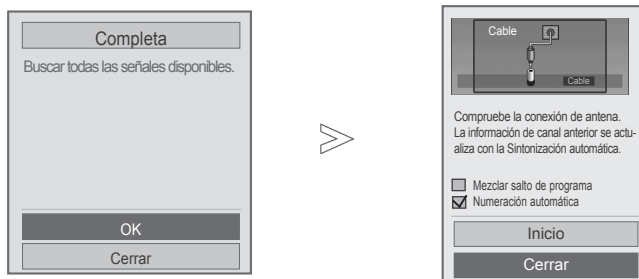 Completa
Buscar todas las señales disponibles.
OK
Cerrar
Cable
Cable
Compruebe la conexión de antena.
La información de canal anterior se actu-
aliza con la Sintonización automática.
Mezclar salto de programa
Numeración automática
Inicio
Cerrar